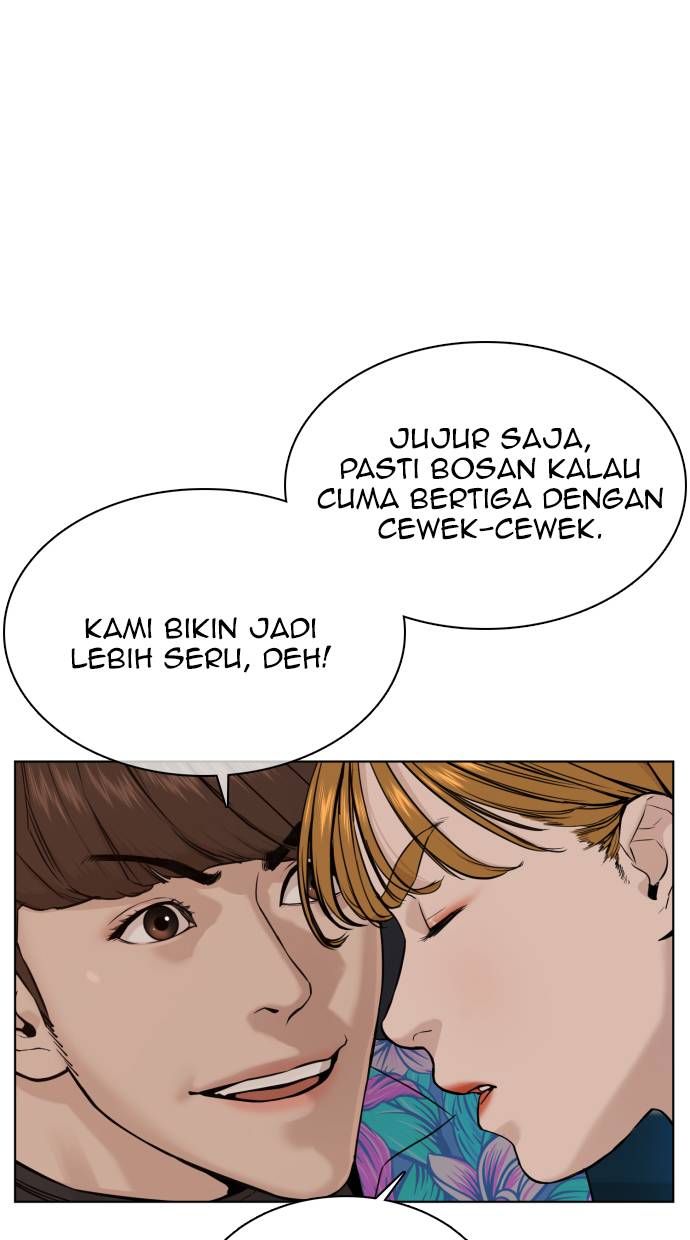 JUJUR SAJA,
PASTI BOSAN KALAU
CUMA BERTIGA DENGAN
CEWEK-CEWEK.
KAMI BIKIN JADI
LEBIH SERU, DEH!